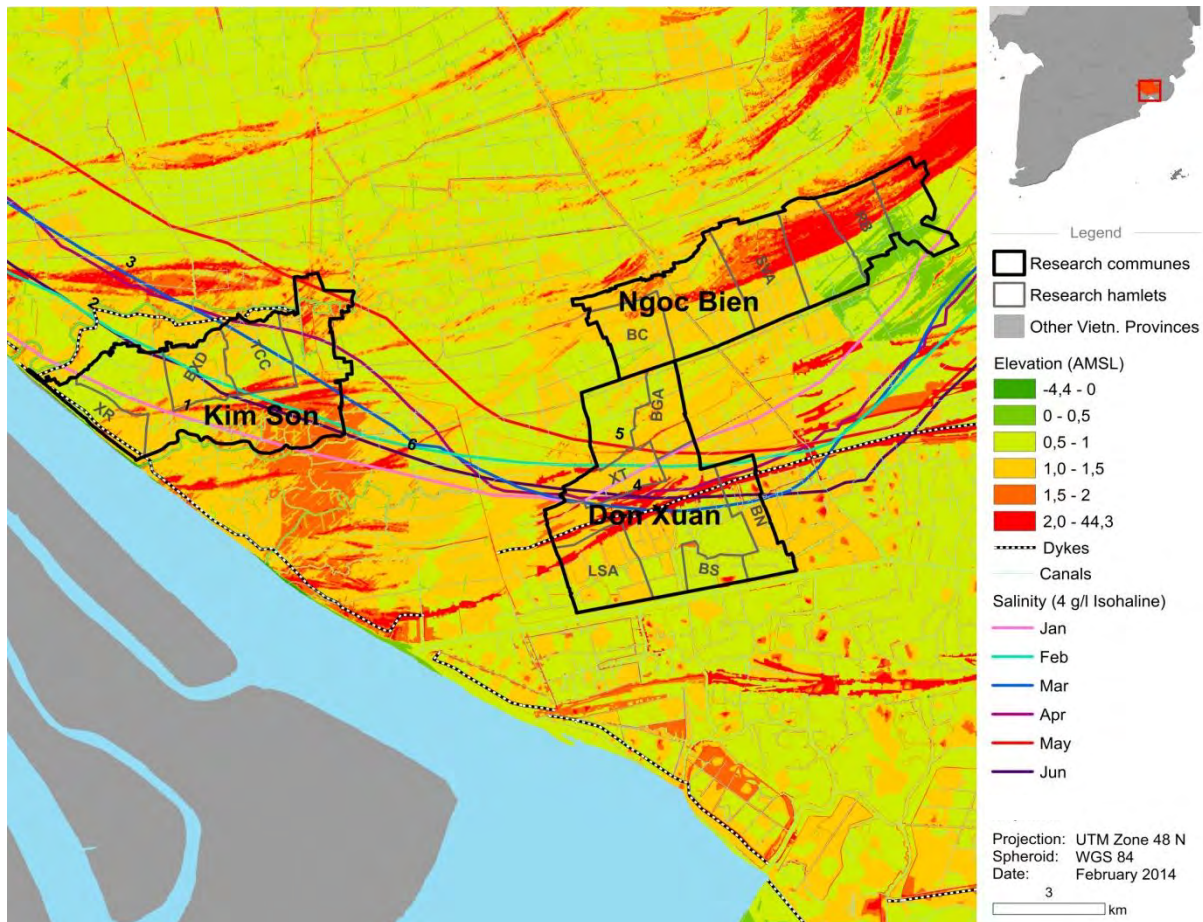 3
2
1
6
5
4
Kim Son
XR
BXD
TCC
Ngoc Bien
BC
BGA
Don Xuan
XT
LSA
BS
BN
Legend
Research communes
Research hamlets
Other Vietn. Provinces
Elevation (AMSL)
-4,4 - 0
0 - 0,5
0,5 - 1
1,0 - 1,5
1,5 - 2
2,0 - 44,3
Dykes
Canals
Salinity (4 g/l Isohaline)
Jan
Feb
Mar
Apr
May
Jun
Projection: UTM Zone 48 N
Spheroid: WGS 84
Date: February 2014
3
km